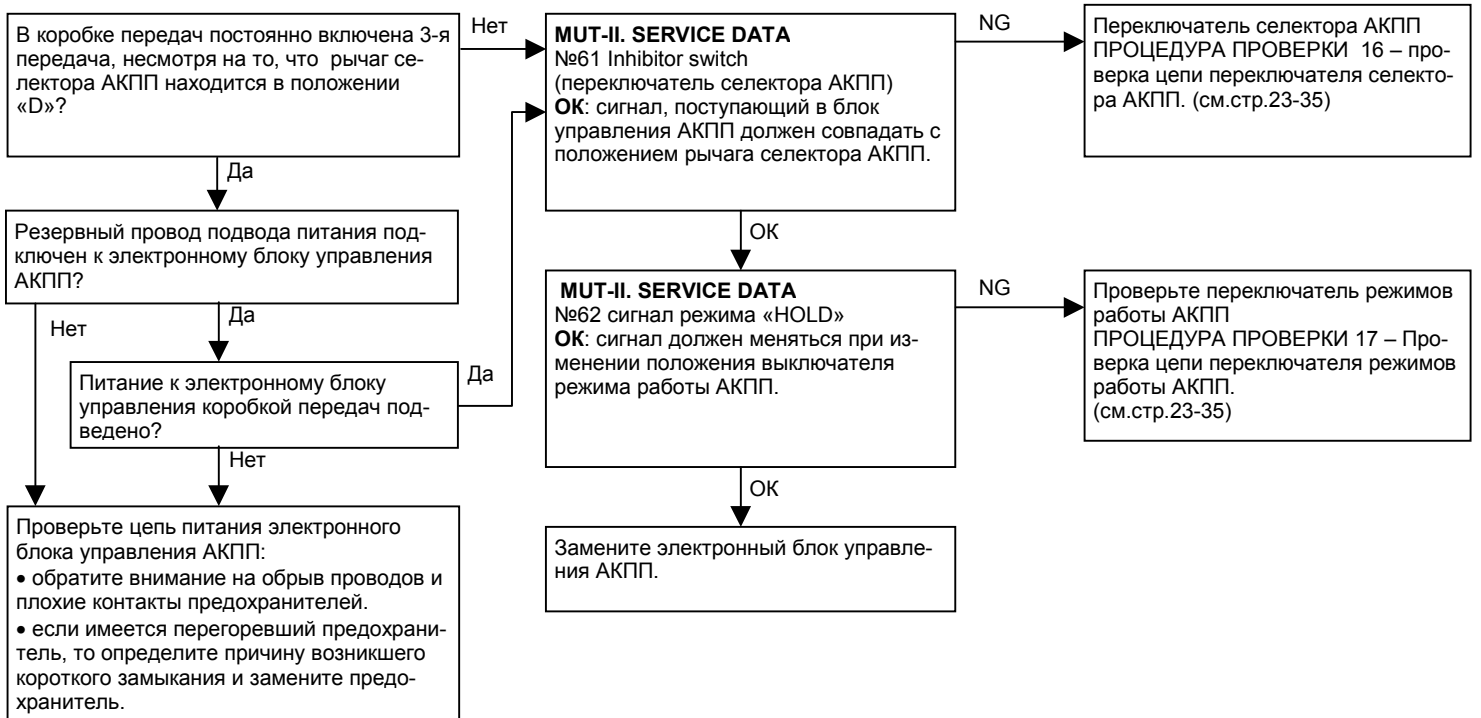 В коробке передач постоянно включена 3-я
передача, несмотря на то, что рычаг се-
лектора АКПП находится в положении
«D»?
Нет
MUT-II. SERVICE DATA
№61 Inhibitor switch
(переключатель селектора АКПП)
ОК: сигнал, поступающий в блок
управления АКПП должен совпадать с
положением рычага селектора АКПП.
NG
Переключатель селектора АКПП
ПРОЦЕДУРА ПРОВЕРКИ 16 – про-
верка цепи переключателя селекто-
ра АКПП. (см.стр.23-35)
Да
Резервный провод подвода питания под-
ключен к электронному блоку управления
АКПП?
ОК
Нет
Да
MUT-II. SERVICE DATA
№62 сигнал режима «HOLD»
ОК: сигнал должен меняться при из-
менении положения выключателя
режима работы АКПП.
NG
Проверьте переключатель режимов
работы АКПП
ПРОЦЕДУРА ПРОВЕРКИ 17 – Про-
верка цепи переключателя режимов
работы АКПП.
(см.стр.23-35)
Питание к электронному блоку
управления коробкой передач под-
ведено?
Да
Нет
ОК
Проверьте цепь питания электронного
блока управления АКПП:
• обратите внимание на обрыв проводов и
плохие контакты предохранителей.
• если имеется перегоревший предохрани-
тель, то определите причину возникшего
короткого замыкания и замените предо-
хранитель.
Замените электронный блок управле-
ния АКПП.